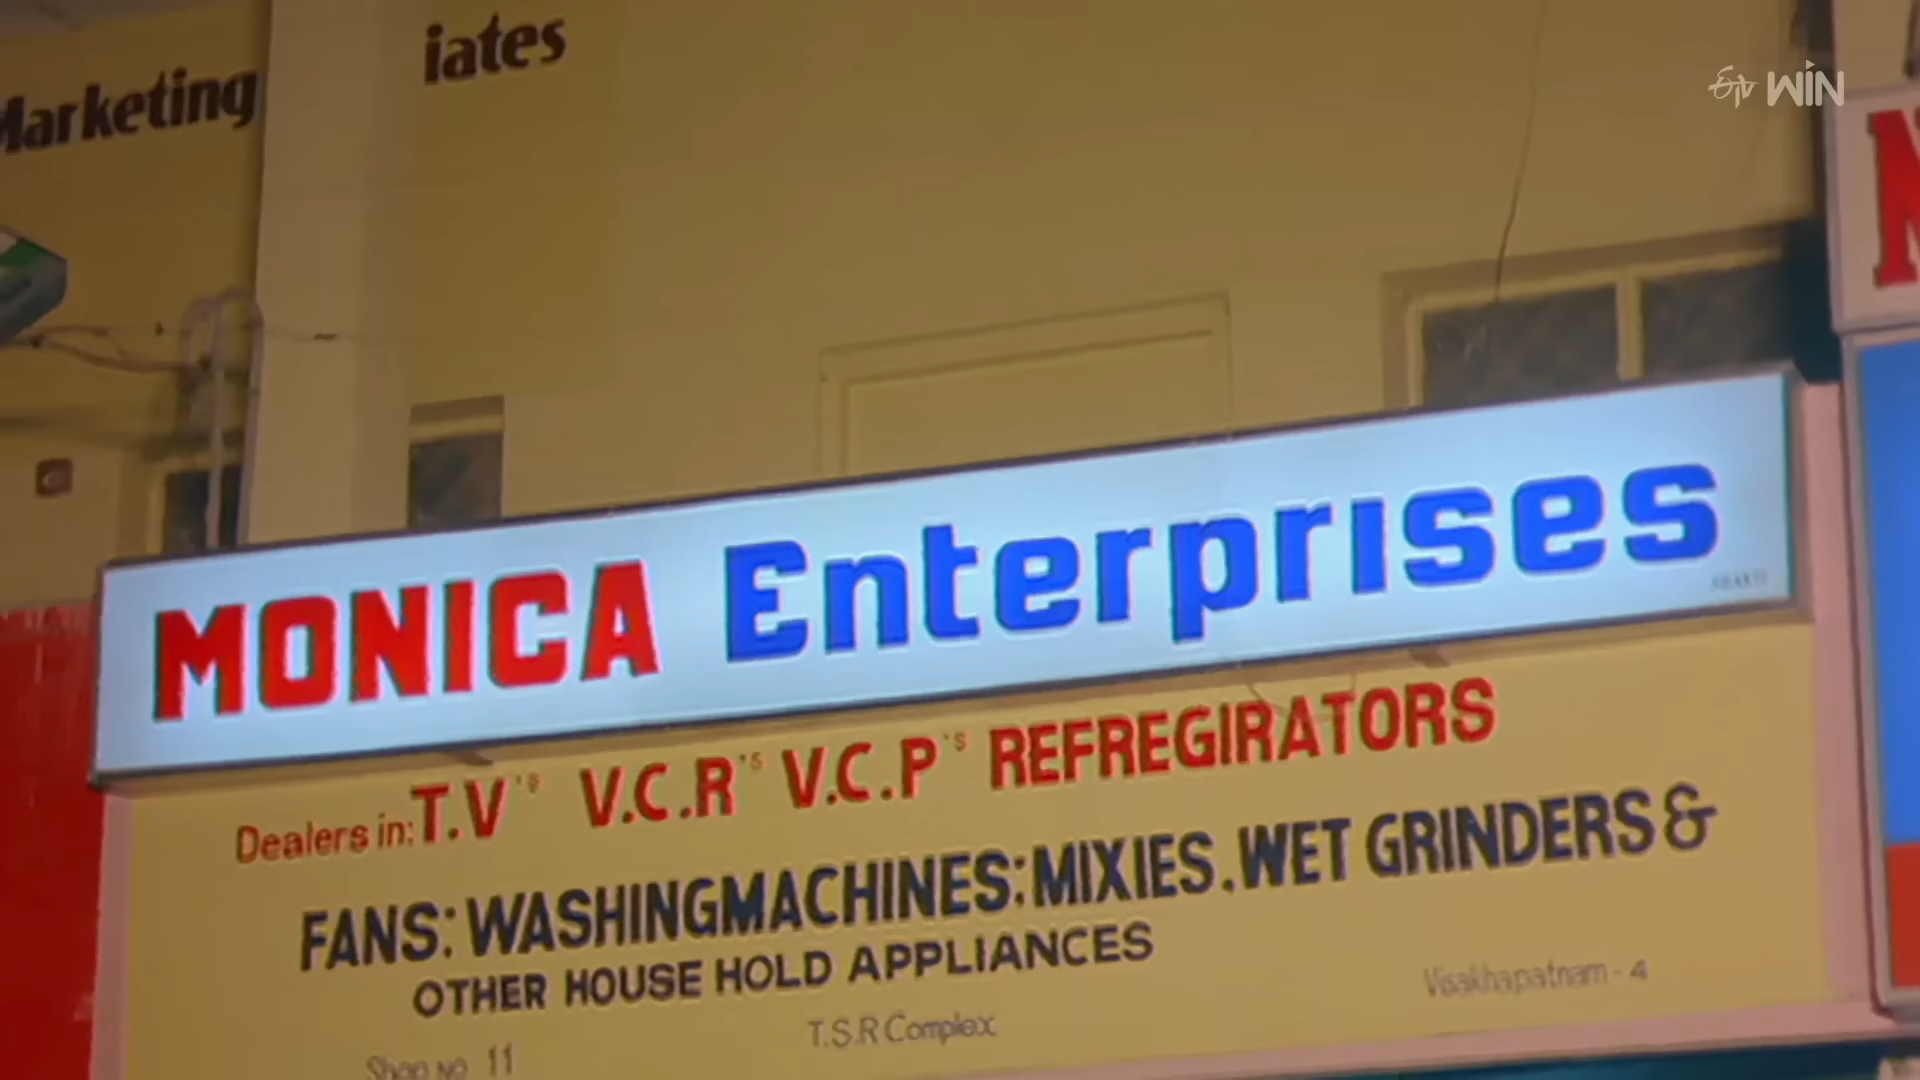 iates
Marketing
ETV WIN
MONICA Enterprises
Dealers in: T.V's V.C.R's V.C.P's REFREGIRATORS
FANS: WASHINGMACHINES: MIXIES. WET GRINDERS &
OTHER HOUSE HOLD APPLIANCES
Shop No 11 T.S.R Complex Visakhapatnam - 4